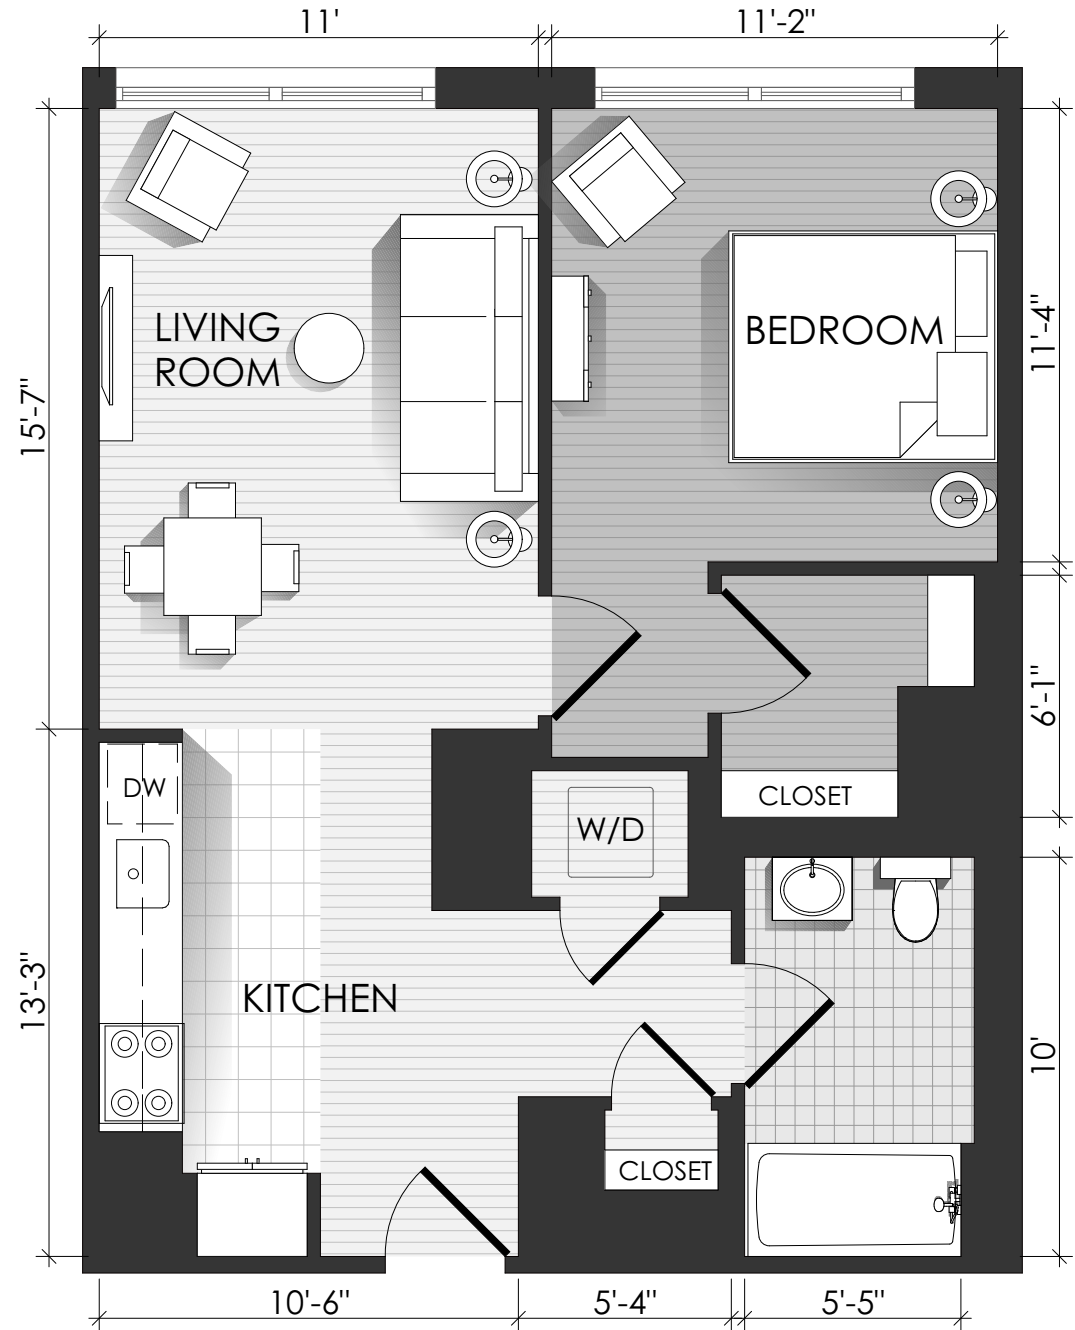 11'
11'-2"
LIVING
ROOM
BEDROOM
15'-7"
11'-4"
6'-1"
DW
CLOSET
W/D
KITCHEN
13'-3"
10'
CLOSET
10'-6"
5'-4"
5'-5"